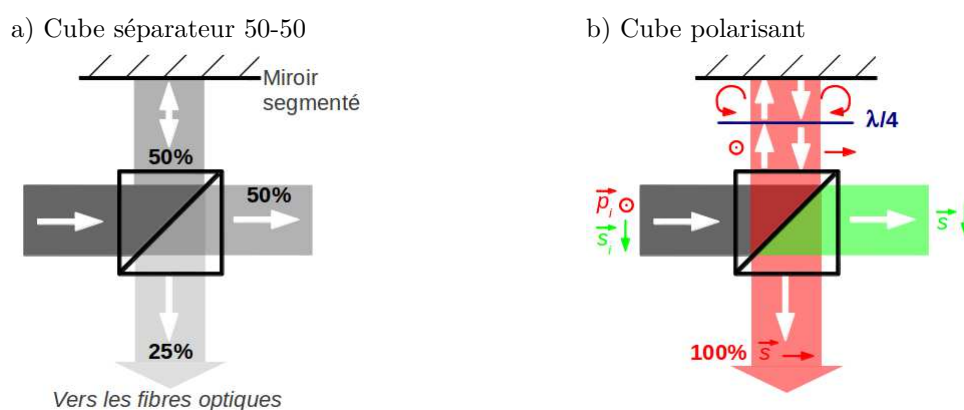 a) Cube séparateur 50-50
b) Cube polarisant
Miroir
segmenté
50%
50%
25%
Vers les fibres optiques
λ/4
p⃗ᵢ
s⃗ᵢ
s⃗
100% s⃗